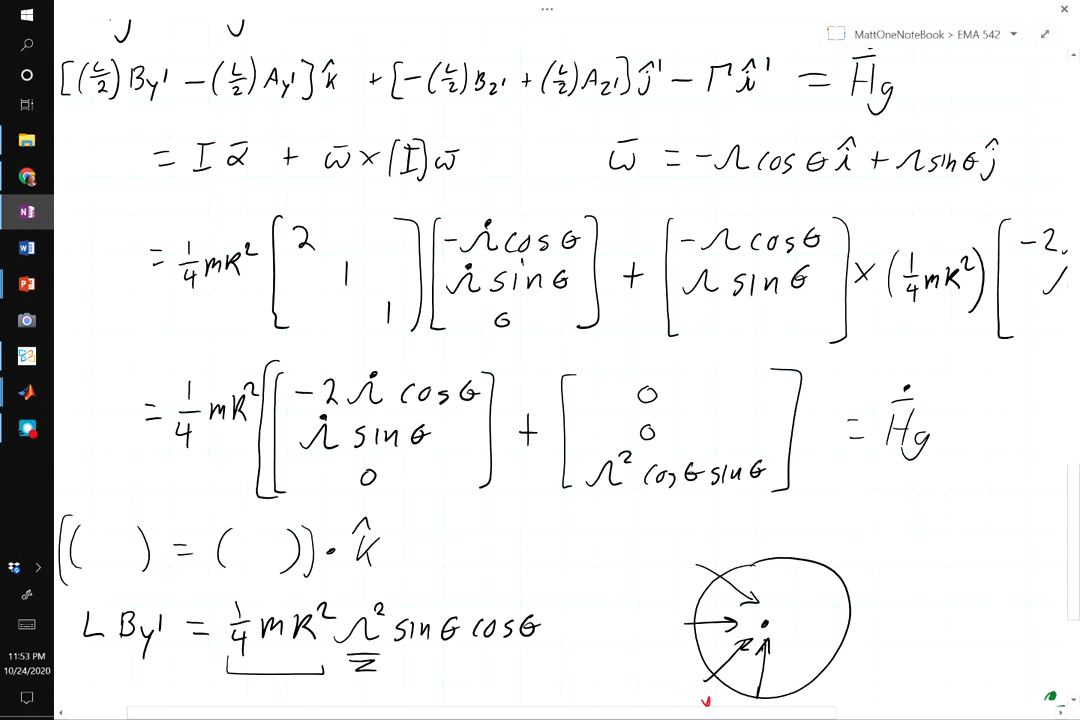 MattOneNoteBook > EMA 542
[(L/2) By' − (L/2) Ay'] k̂ + [−(L/2) Bz' + (L/2) Az'] ĵ' − Γ î' = Ḣg
= I ᾱ + ω̄ × [I] ω̄    ω̄ = −Ω cos θ î + Ω sin θ ĵ
= 1/4 mR² [2 1 1] [−Ω̇ cos θ, Ω̇ sin θ, 0] + [−Ω cos θ, Ω sin θ] × (1/4 mR²) [−2
= 1/4 mR² [[−2 Ω̇ cos θ, Ω̇ sin θ, 0] + [0, 0, Ω² cos θ sin θ] = Ḣg
[( ) = ( )] · k̂
L By' = 1/4 mR² Ω² sin θ cos θ
11:53 PM
10/24/2020